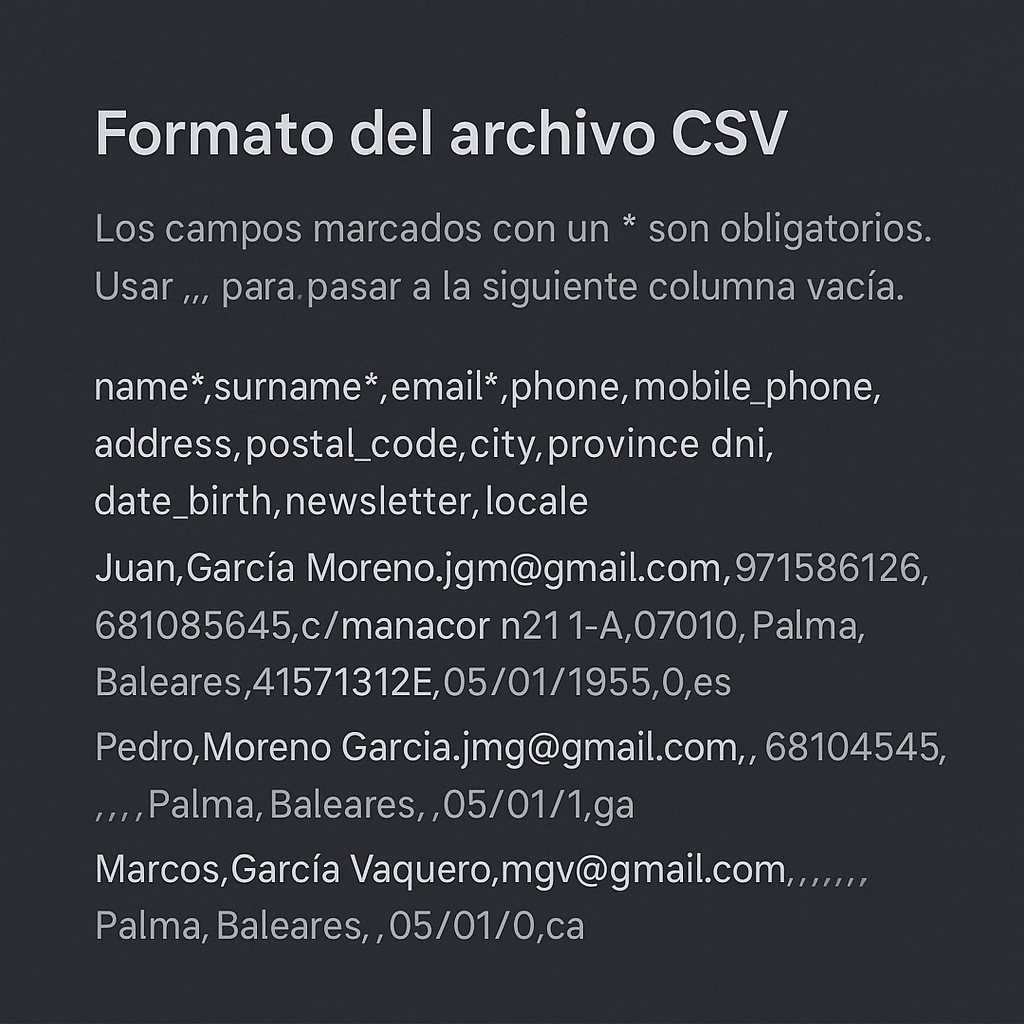 Formato del archivo CSV
Los campos marcados con un * son obligatorios.
Usar ,,, para.pasar a la siguiente columna vacía.
name*,surname*,email*,phone,mobile_phone,
address,postal_code,city,province dni,
date_birth,newsletter,locale
Juan,García Moreno.jgm@gmail.com,971586126,
681085645,c/manacor n21 1-A,07010,Palma,
Baleares,41571312E,05/01/1955,0,es
Pedro,Moreno Garcia.jmg@gmail.com,, 68104545,
,,,,Palma,Baleares,,05/01/1,ga
Marcos,García Vaquero,mgv@gmail.com,,,,,,,
Palma,Baleares,,05/01/0,ca